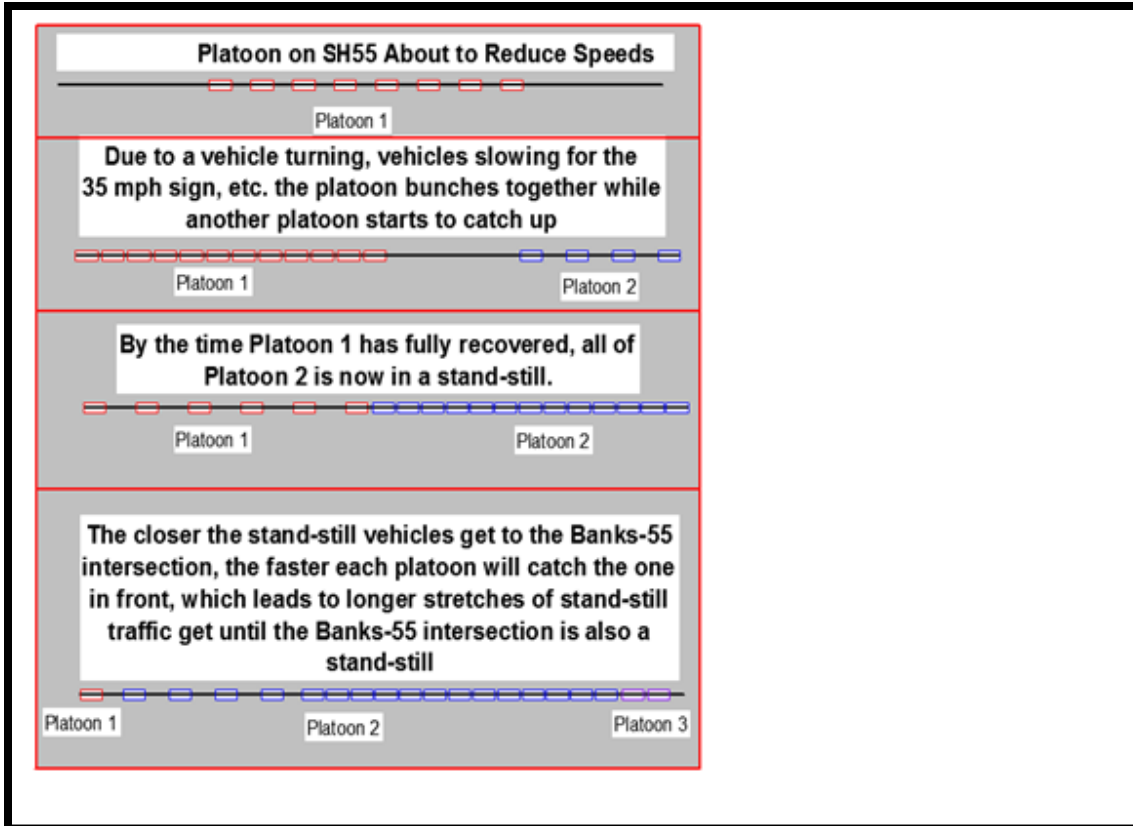 Platoon on SH55 About to Reduce Speeds
Platoon 1
Due to a vehicle turning, vehicles slowing for the
35 mph sign, etc. the platoon bunches together while
another platoon starts to catch up
Platoon 1
Platoon 2
By the time Platoon 1 has fully recovered, all of
Platoon 2 is now in a stand-still.
Platoon 1
Platoon 2
The closer the stand-still vehicles get to the Banks-55
intersection, the faster each platoon will catch the one
in front, which leads to longer stretches of stand-still
traffic get until the Banks-55 intersection is also a
stand-still
Platoon 1
Platoon 2
Platoon 3